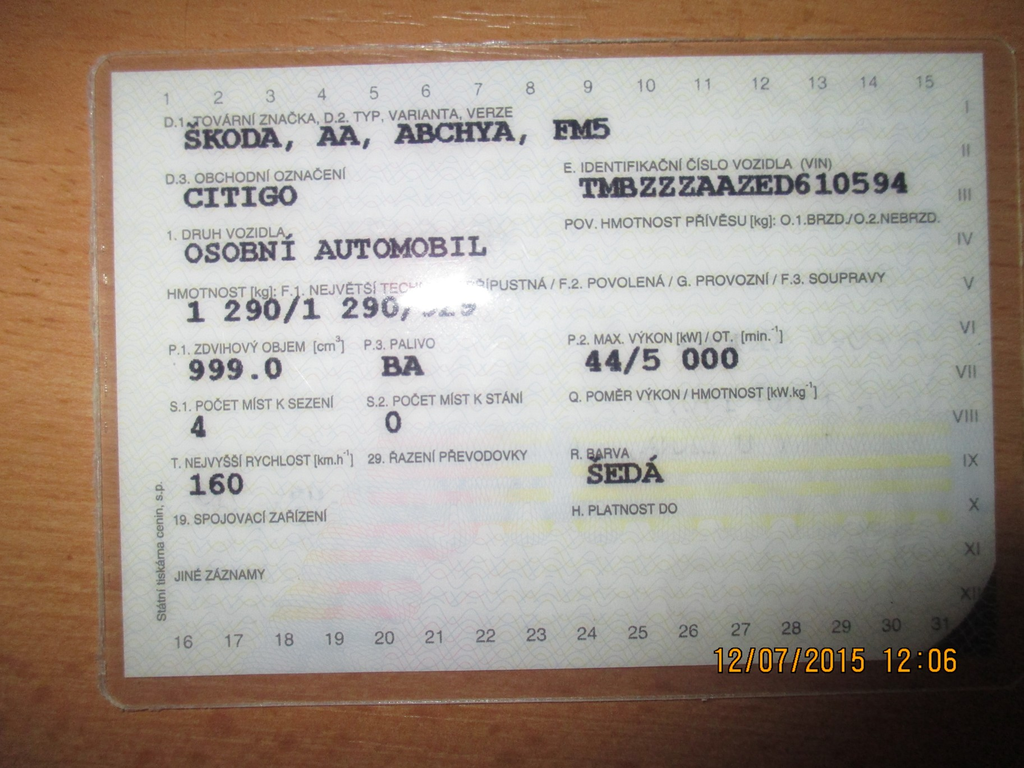 1 2 3 4 5 6 7 8 9 10 11 12 13 14 15
D.1. TOVÁRNÍ ZNAČKA, D.2. TYP, VARIANTA, VERZE
ŠKODA, AA, ABCHYA, FM5
I
II
D.3. OBCHODNÍ OZNAČENÍ
CITIGO
E. IDENTIFIKAČNÍ ČÍSLO VOZIDLA (VIN)
TMBZZZAAZED610594
III
1. DRUH VOZIDLA
OSOBNÍ AUTOMOBIL
POV. HMOTNOST PŘÍVĚSU [kg]: O.1.BRZD./O.2.NEBRZD.
IV
HMOTNOST [kg]: F.1. NEJVĚTŠÍ PŘÍPUSTNÁ / F.2. POVOLENÁ / G. PROVOZNÍ / F.3. SOUPRAVY
V
1 290/1 290/
P.1. ZDVIHOVÝ OBJEM [cm³] P.3. PALIVO P.2. MAX. VÝKON [kW] / OT. [min.⁻¹]
VI
999.0 BA 44/5 000
VII
S.1. POČET MÍST K SEZENÍ S.2. POČET MÍST K STÁNÍ Q. POMĚR VÝKON / HMOTNOST [kW.kg⁻¹]
4 0
VIII
T. NEJVYŠŠÍ RYCHLOST [km.h⁻¹] 29. ŘAZENÍ PŘEVODOVKY R. BARVA
160 ŠEDÁ
IX
19. SPOJOVACÍ ZAŘÍZENÍ H. PLATNOST DO
X
XI
JINÉ ZÁZNAMY
XII
Státní tiskárna cenin, s.p.
16 17 18 19 20 21 22 23 24 25 26 27 28 29 30 31
12/07/2015 12:06